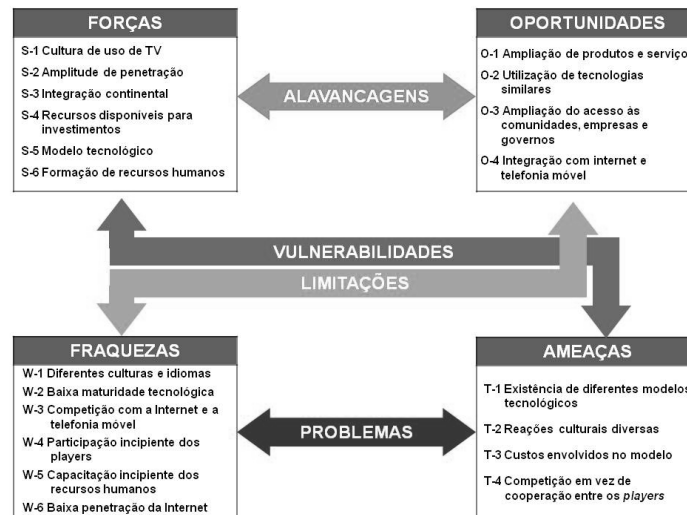 FORÇAS
S-1 Cultura de uso de TV
S-2 Amplitude de penetração
S-3 Integração continental
S-4 Recursos disponíveis para
investimentos
S-5 Modelo tecnológico
S-6 Formação de recursos humanos
ALAVANCAGENS
OPORTUNIDADES
O-1 Ampliação de produtos e serviço
O-2 Utilização de tecnologias
similares
O-3 Ampliação do acesso às
comunidades, empresas e
governos
O-4 Integração com internet e
telefonia móvel
VULNERABILIDADES
LIMITAÇÕES
FRAQUEZAS
W-1 Diferentes culturas e idiomas
W-2 Baixa maturidade tecnológica
W-3 Competição com a Internet e a
telefonia móvel
W-4 Participação incipiente dos
players
W-5 Capacitação incipiente dos
recursos humanos
W-6 Baixa penetração da Internet
PROBLEMAS
AMEAÇAS
T-1 Existência de diferentes modelos
tecnológicos
T-2 Reações culturais diversas
T-3 Custos envolvidos no modelo
T-4 Competição em vez de
cooperação entre os players